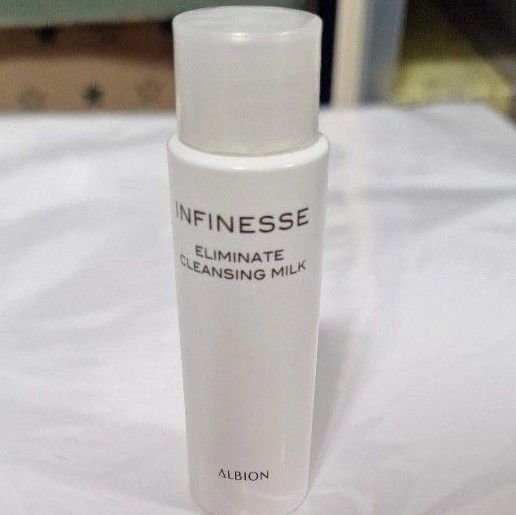 INFINESSE
ELIMINATE
CLEANSING MILK
ALBION